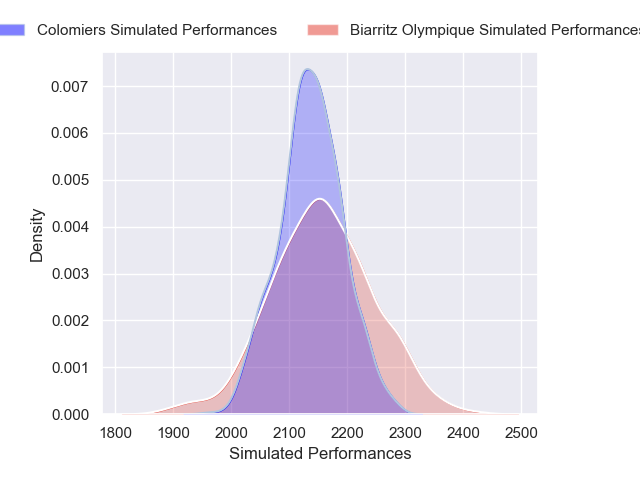 Colomiers Simulated Performances Biarritz Olympique Simulated Performances
0.007
0.006
0.005
0.004
0.003
0.002
0.001
0.000
Density
1800 1900 2000 2100 2200 2300 2400 2500
Simulated Performances